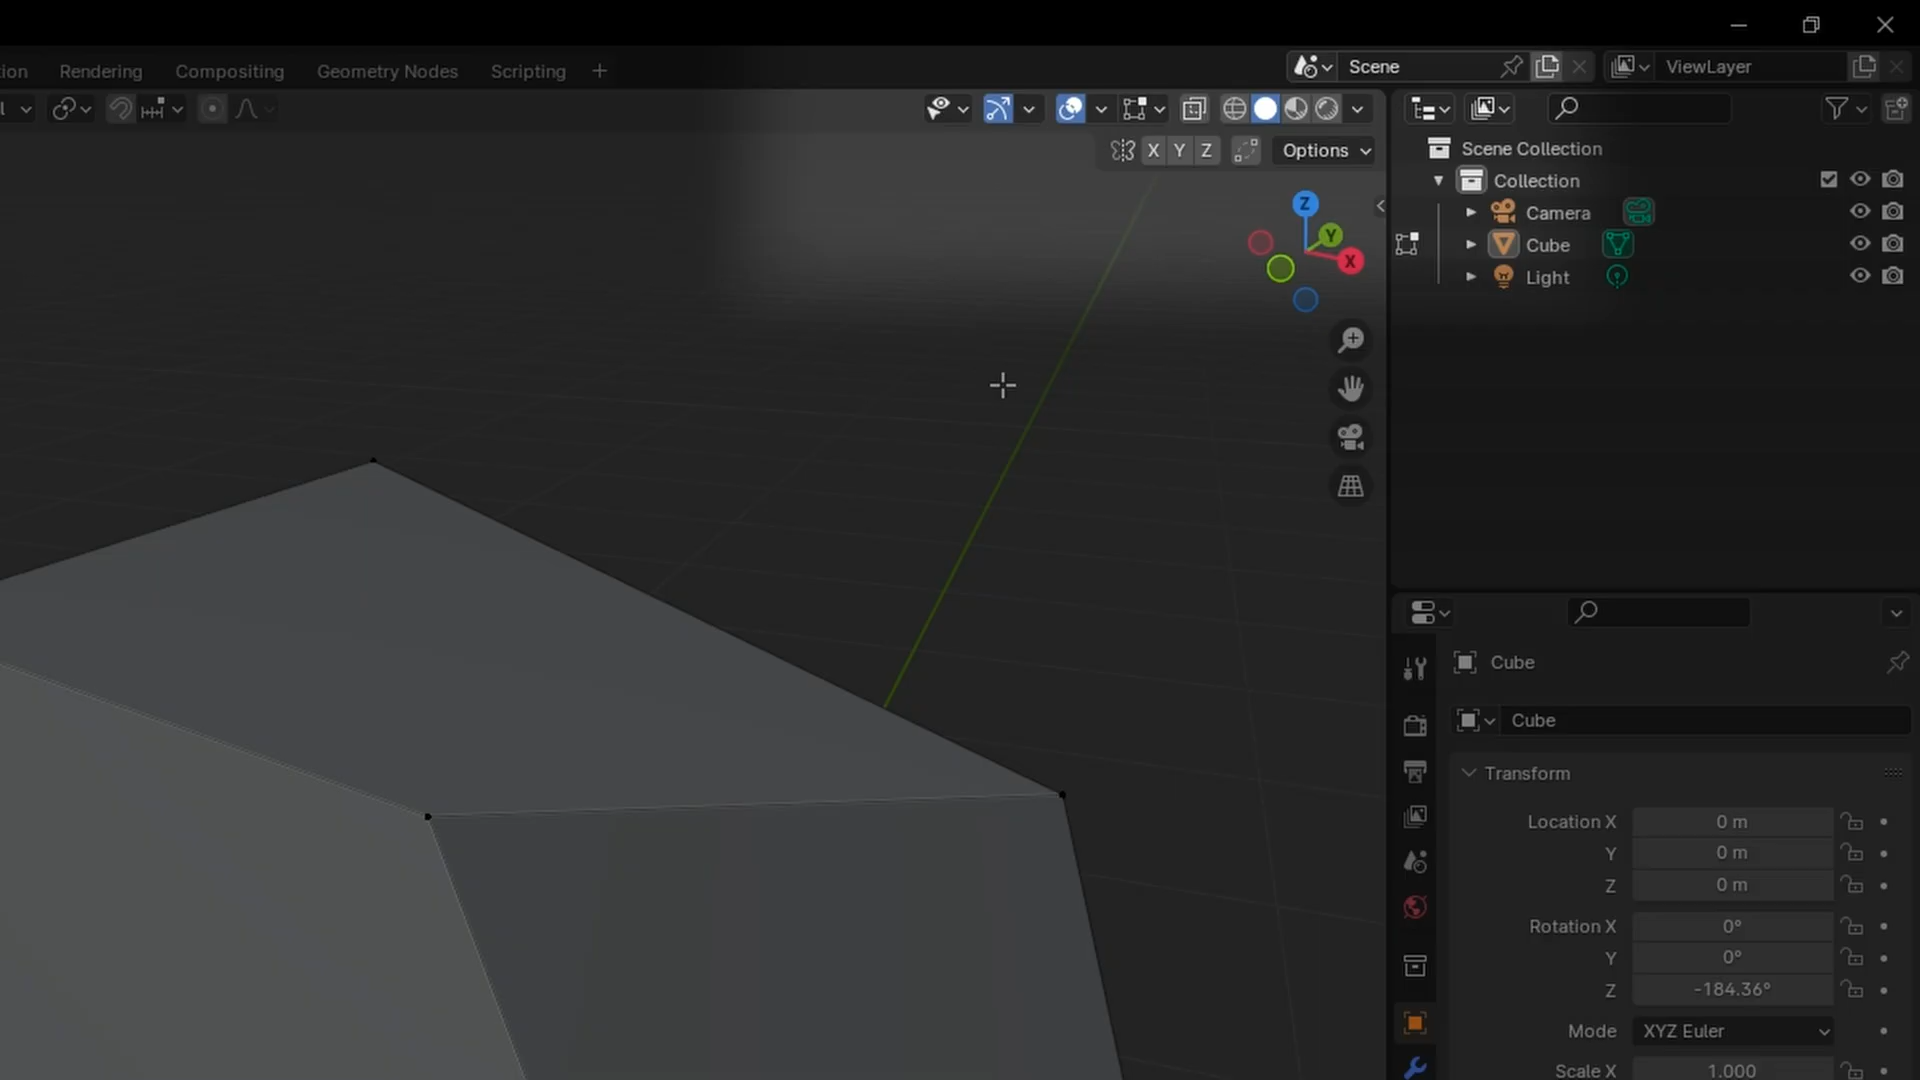 ion Rendering Compositing Geometry Nodes Scripting +
Scene
ViewLayer
l
X Y Z Options
Scene Collection
Collection
Camera
Cube
Light
Z
Y
X
Cube
Cube
Transform
Location X 0 m
Y 0 m
Z 0 m
Rotation X 0°
Y 0°
Z -184.36°
Mode XYZ Euler
Scale X 1.000